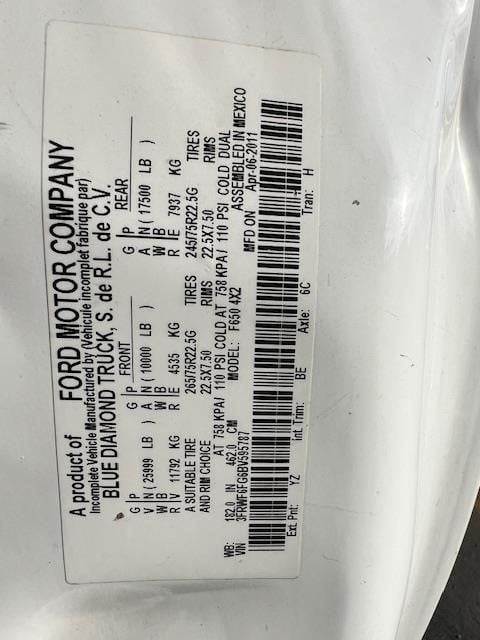 A product of FORD MOTOR COMPANY
Incomplete Vehicle Manufactured by (Véhicule incomplet fabrique par)
BLUE DIAMOND TRUCK, S. de R.L. de C.V.
FRONT REAR
G P G P G P
V N ( 25999 LB ) A N ( 10000 LB ) A N ( 17500 LB )
W B W B
R V 11792 KG R E 4535 KG R E 7937 KG
A SUITABLE TIRE 265/75R22.5G TIRES 245/75R22.5G TIRES
AND RIM CHOICE 22.5X7.50 RIMS 22.5X7.50 RIMS
AT 758 KPA/ 110 PSI COLD AT 758 KPA/ 110 PSI COLD DUAL
WB: 182.0 IN 462.0 CM MODEL: F650 4X2 ASSEMBLED IN MEXICO
VIN 3FRWF6FG6BV595787 MFD ON Apr-06-2011
Ext. Pnt: YZ Int. Trim: BE Axle: 6C Tran: H